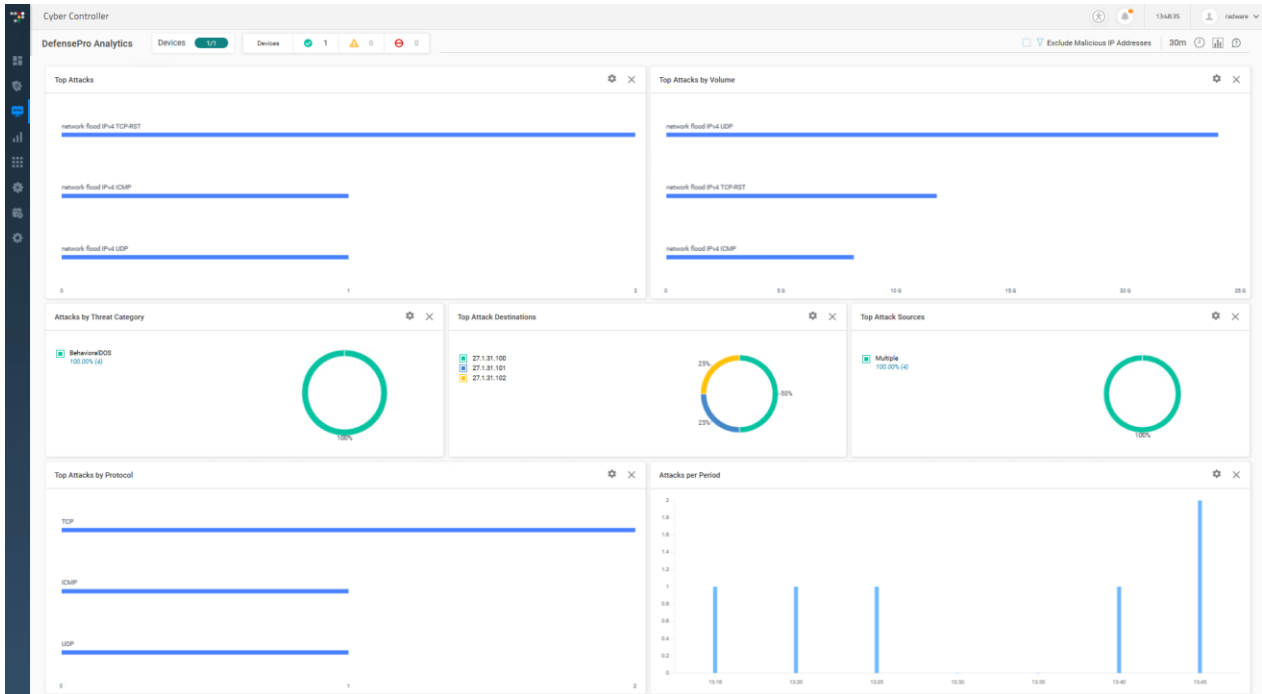 Cyber Controller
13:48:35
radware
DefensePro Analytics
Devices 1/1
Devices 1 0 0
Exclude Malicious IP Addresses
30m
Top Attacks
network flood IPv4 TCP-RST
network flood IPv4 ICMP
network flood IPv4 UDP
0 1 2
Top Attacks by Volume
network flood IPv4 UDP
network flood IPv4 TCP-RST
network flood IPv4 ICMP
0 5 G 10 G 15 G 20 G 25 G
Attacks by Threat Category
BehavioralDOS
100.00% (4)
100%
Top Attack Destinations
27.1.31.100
27.1.31.101
27.1.31.102
25%
50%
25%
Top Attack Sources
Multiple
100.00% (4)
100%
Top Attacks by Protocol
TCP
ICMP
UDP
0 1 2
Attacks per Period
2
1.8
1.6
1.4
1.2
1
0.8
0.6
0.4
0.2
0
13:20 13:25 13:30 13:35 13:40 13:45